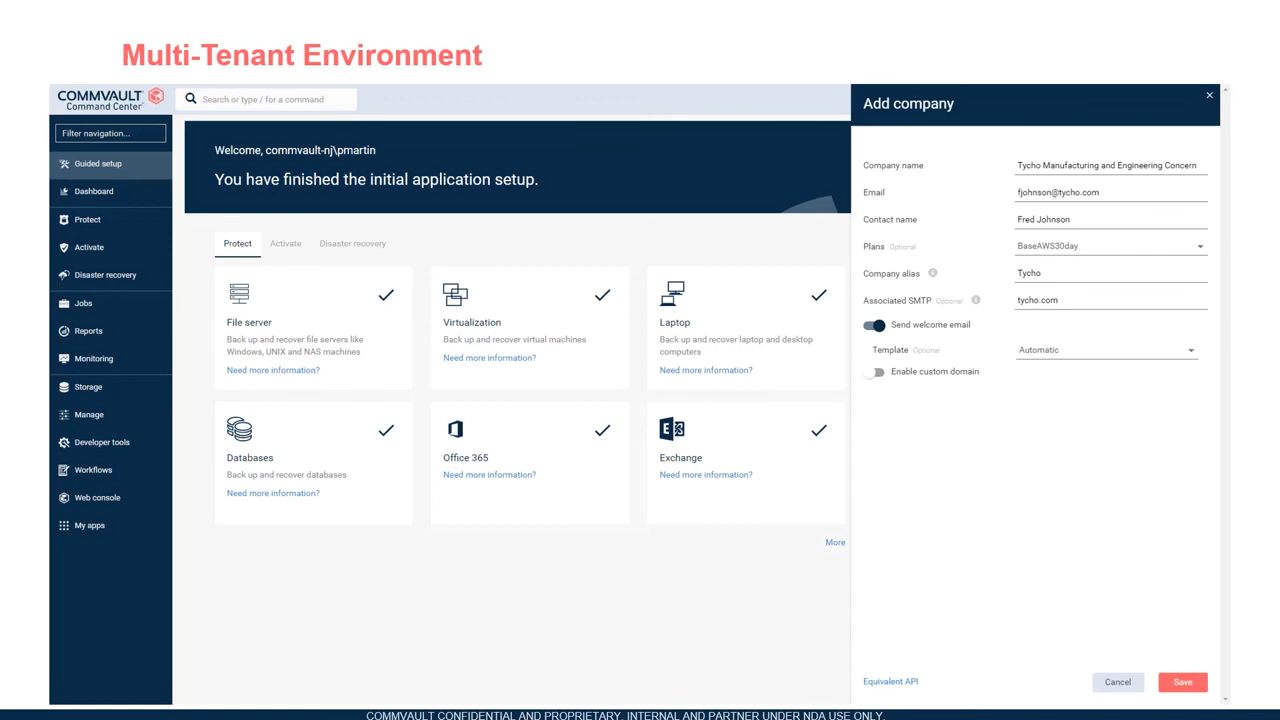 Multi-Tenant Environment
COMMVAULT
Command Center
Search or type / for a command
Filter navigation...
Guided setup
Dashboard
Protect
Activate
Disaster recovery
Jobs
Reports
Monitoring
Storage
Manage
Developer tools
Workflows
Web console
My apps
Welcome, commvault-nj\pmartin
You have finished the initial application setup.
Protect Activate Disaster recovery
File server
Back up and recover file servers like
Windows, UNIX and NAS machines
Need more information?
Virtualization
Back up and recover virtual machines
Need more information?
Laptop
Back up and recover laptop and desktop
computers
Need more information?
Databases
Back up and recover databases
Need more information?
Office 365
Need more information?
Exchange
Need more information?
More
Add company
Company name Tycho Manufacturing and Engineering Concern
Email fjohnson@tycho.com
Contact name Fred Johnson
Plans Optional BaseAWS30day
Company alias Tycho
Associated SMTP Optional tycho.com
Send welcome email
Template Optional Automatic
Enable custom domain
Equivalent API Cancel Save
COMMVAULT CONFIDENTIAL AND PROPRIETARY. INTERNAL AND PARTNER UNDER NDA USE ONLY.